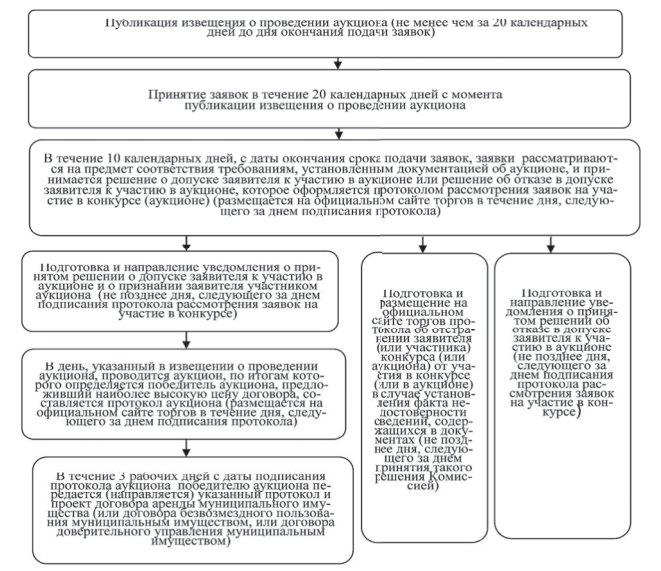 Публикация извещения о проведении аукциона (не менее чем за 20 календарных
дней до дня окончания подачи заявок)
Принятие заявок в течение 20 календарных дней с момента
публикации извещения о проведении аукциона
В течение 10 календарных дней, с даты окончания срока подачи заявок, заявки рассматривают-
ся на предмет соответствия требованиям, установленным документацией об аукционе, и при-
нимается решение о допуске заявителя к участию в аукционе или решение об отказе в допуске
заявителя к участию в аукционе, которое оформляется протоколом рассмотрения заявок на уча-
стие в конкурсе (аукционе) (размещается на официальном сайте торгов в течение дня, следую-
щего за днем подписания протокола)
Подготовка и направление уведомления о при-
нятом решении о допуске заявителя к участию в
аукционе и о признании заявителя участником
аукциона (не позднее дня, следующего за днем
подписания протокола рассмотрения заявок на
участие в конкурсе)
В день, указанный в извещении о проведении
аукциона, проводится аукцион, по итогам кото-
рого определяется победитель аукциона, предло-
живший наиболее высокую цену договора, со-
ставляется протокол аукциона (размещается на
официальном сайте торгов в течение дня, следу-
ющего за днем подписания протокола)
В течение 3 рабочих дней с даты подписания
протокола аукциона победителю аукциона пе-
редается (направляется) указанный протокол и
проект договора аренды муниципального иму-
щества (или договора безвозмездного пользова-
ния муниципальным имуществом, или договора
доверительного управления муниципальным
имуществом)
Подготовка и
размещение на
официальном
сайте торгов про-
токола об отстра-
нении заявителя
(или участника)
конкурса (или
аукциона) от уча-
стия в конкурсе
(или в аукционе)
в случае установ-
ления факта не-
достоверности
сведений, содер-
жащихся в доку-
ментах (не позд-
нее дня, следую-
щего за днем
принятия такого
решения Комис-
сией)
Подготовка и
направление уве-
домления о приня-
том решении об
отказе в допуске
заявителя к уча-
стию в аукционе
(не позднее дня,
следующего за
днем подписания
протокола рас-
смотрения заявок
на участие в кон-
курсе)